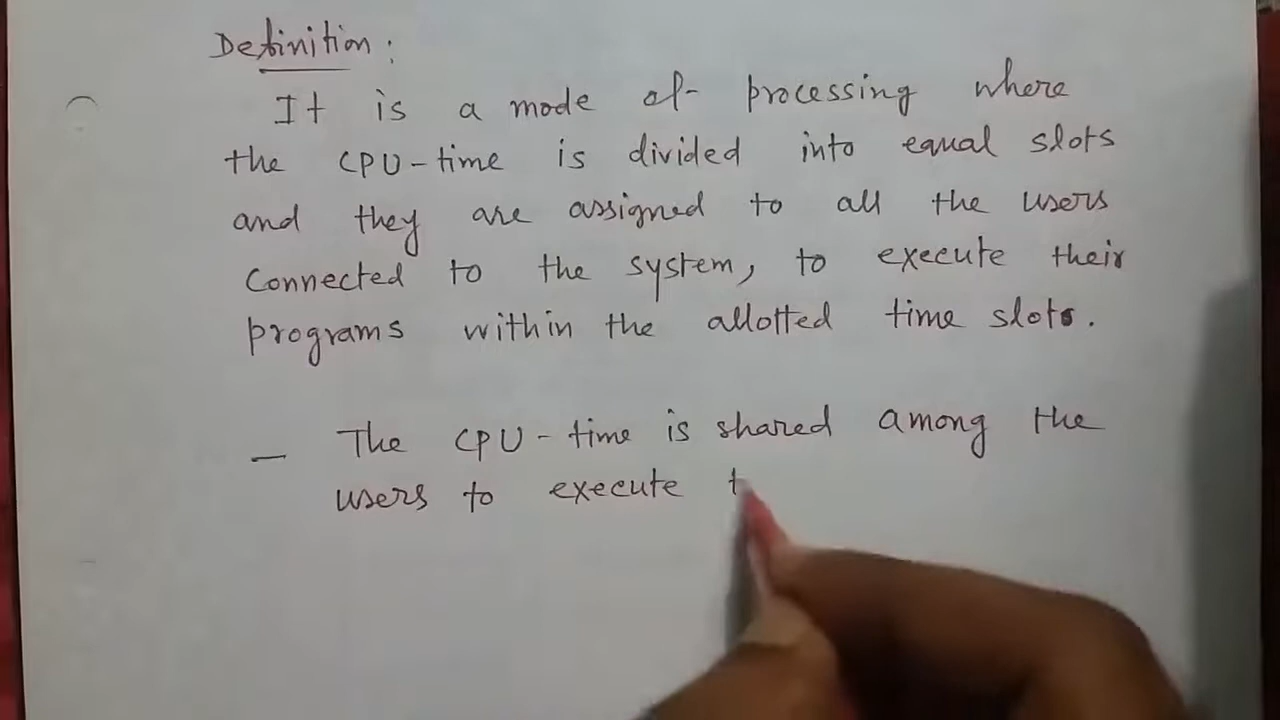 Definition:
It is a mode of processing where
the CPU-time is divided into equal slots
and they are assigned to all the users
Connected to the system, to execute their
programs within the allotted time slots.
- The CPU-time is shared among the
users to execute t